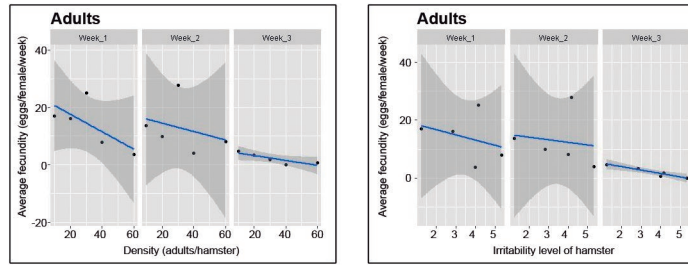 Adults
Week_1 Week_2 Week_3
Average fecundity (eggs/female/week)
40
20
0
-20
20 40 60 20 40 60 20 40 60
Density (adults/hamster)
Adults
Week_1 Week_2 Week_3
Average fecundity (eggs/female/week)
40
20
0
2 3 4 5 2 3 4 5 2 3 4 5
Irritability level of hamster